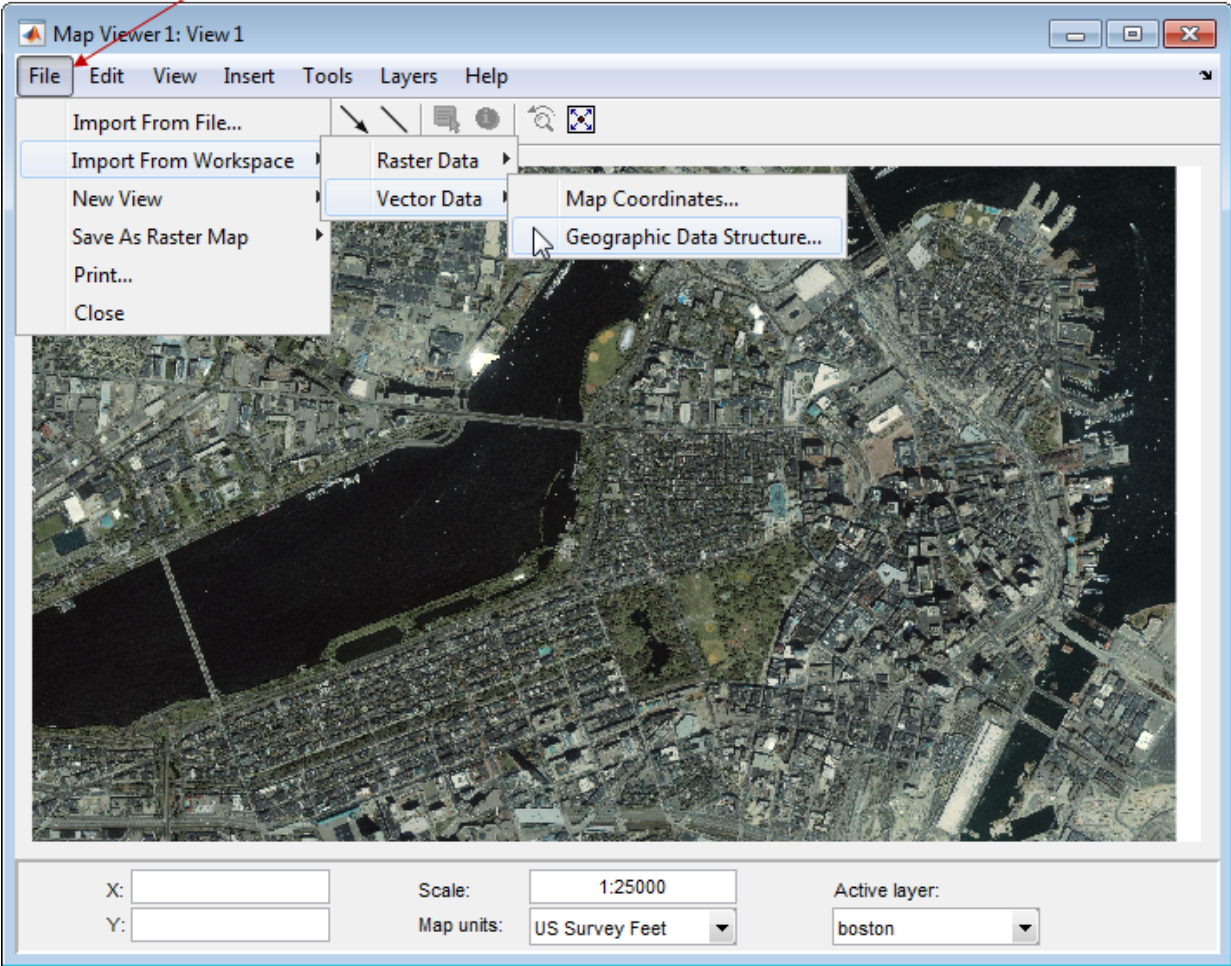 Map Viewer 1: View 1
File Edit View Insert Tools Layers Help
Import From File...
Import From Workspace
New View
Save As Raster Map
Print...
Close
Raster Data
Vector Data
Map Coordinates...
Geographic Data Structure...
X:
Y:
Scale: 1:25000
Map units: US Survey Feet
Active layer:
boston